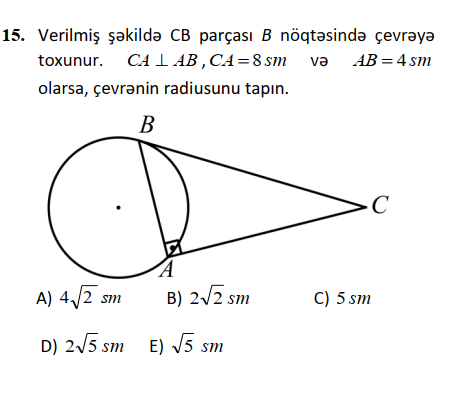 15. Verilmiş şəkildə CB parçası B nöqtəsində çevrəyə
toxunur. CA ⊥ AB , CA = 8 sm və AB = 4 sm
olarsa, çevrənin radiusunu tapın.
B
C
A
A) 4√2 sm B) 2√2 sm C) 5 sm
D) 2√5 sm E) √5 sm